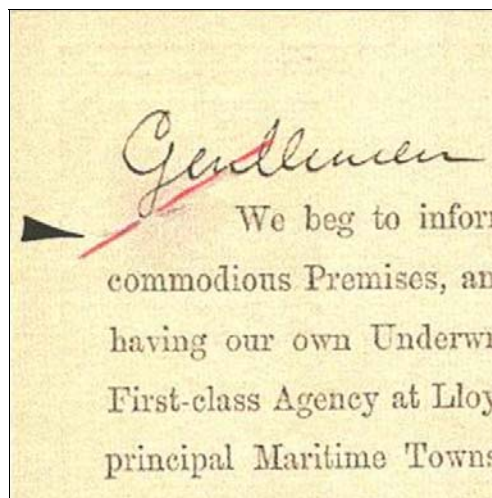 Gentlemen
We beg to infor
commodious Premises, an
having our own Underw
First-class Agency at Lloy
principal Maritime Towns